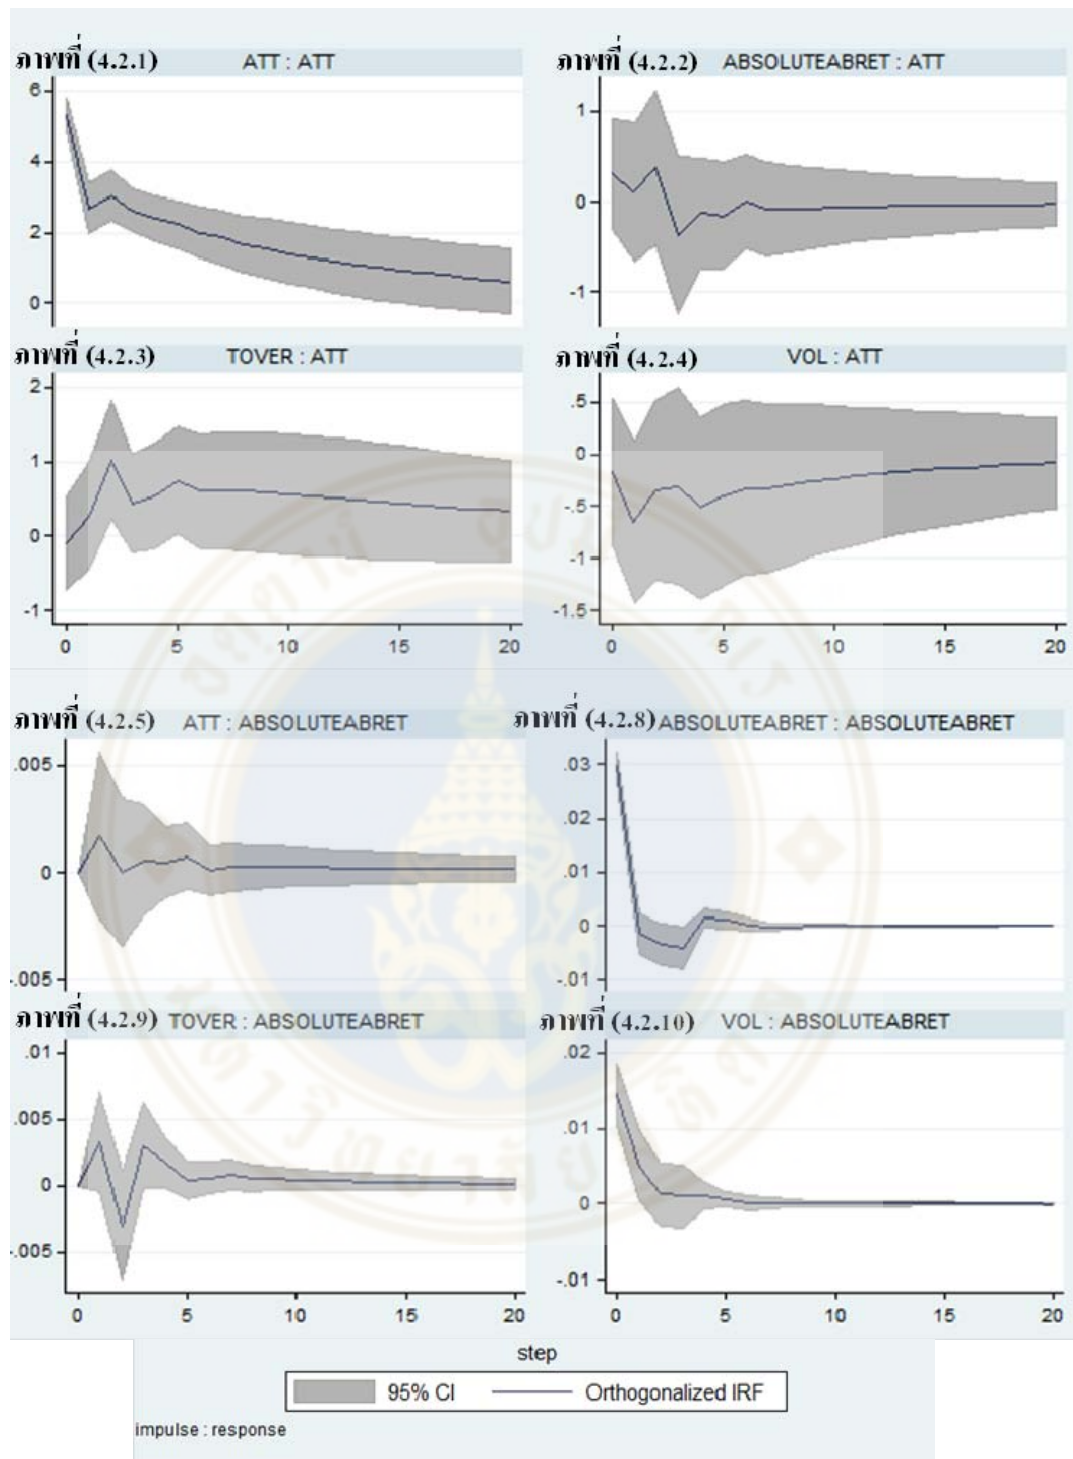 ภาพที่ (4.2.1) ATT : ATT
ภาพที่ (4.2.2) ABSOLUTEABRET : ATT
6
4
2
0
1
0
-1
ภาพที่ (4.2.3) TOVER : ATT
ภาพที่ (4.2.4) VOL : ATT
2
1
0
-1
0 5 10 15 20
.5
0
-.5
-1
-1.5
0 5 10 15 20
ภาพที่ (4.2.5) ATT : ABSOLUTEABRET
ภาพที่ (4.2.8) ABSOLUTEABRET : ABSOLUTEABRET
.005
0
.005
.03
.02
.01
0
-.01
ภาพที่ (4.2.9) TOVER : ABSOLUTEABRET
ภาพที่ (4.2.10) VOL : ABSOLUTEABRET
.01
.005
0
.005
0 5 10 15 20
.02
.01
0
-.01
0 5 10 15 20
step
95% CI Orthogonalized IRF
impulse : response